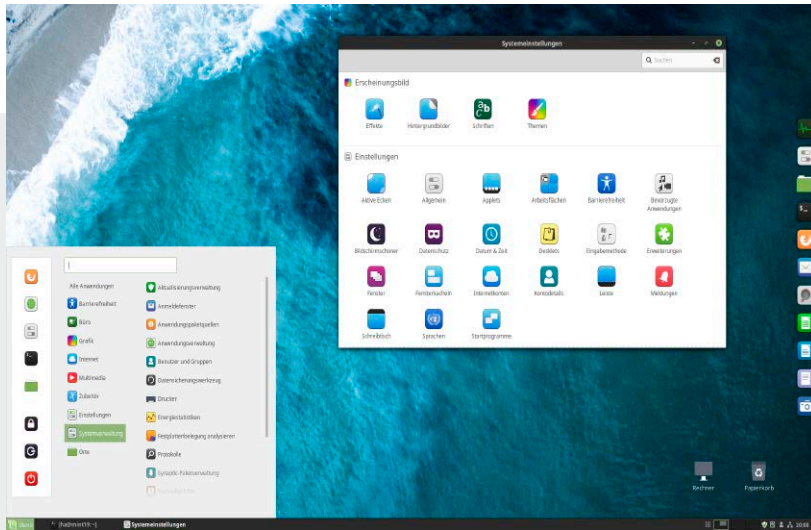 Systemeinstellungen
Suchen
Erscheinungsbild
Effekte
Hintergrundbilder
Schriften
Themen
Einstellungen
Aktive Ecken
Allgemein
Applets
Arbeitsflächen
Barrierefreiheit
Bevorzugte
Anwendungen
Bildschirmschoner
Datenschutz
Datum & Zeit
Desklets
Eingabemethode
Erweiterungen
Fenster
Fensterkacheln
Internetkonten
Kontodetails
Leiste
Meldungen
Schreibtisch
Sprachen
Startprogramme
Alle Anwendungen
Barrierefreiheit
Büro
Grafik
Internet
Multimedia
Zubehör
Einstellungen
Systemverwaltung
Orte
Aktualisierungsverwaltung
Anmeldefenster
Anwendungspaketquellen
Anwendungsverwaltung
Benutzer und Gruppen
Datensicherungswerkzeug
Drucker
Energiestatistiken
Festplattenbelegung analysieren
Protokolle
Synaptic-Paketverwaltung
Rechner
Papierkorb
Menü
Systemeinstellungen